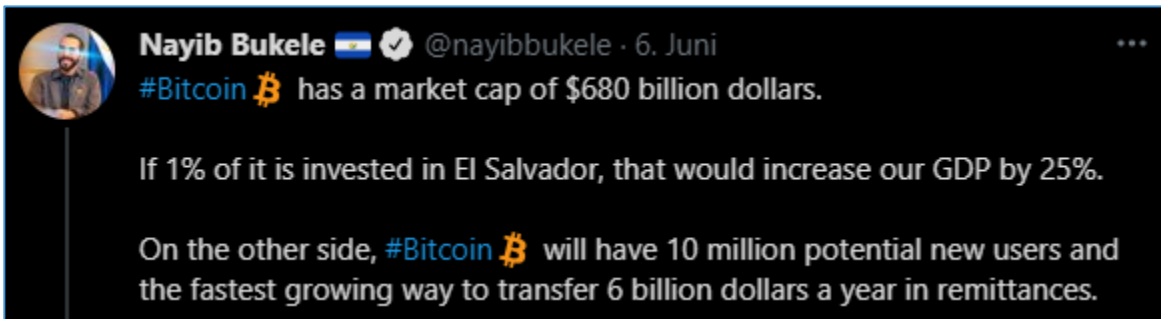 Nayib Bukele 🇸🇻 @nayibbukele · 6. Juni
#Bitcoin has a market cap of $680 billion dollars.
If 1% of it is invested in El Salvador, that would increase our GDP by 25%.
On the other side, #Bitcoin will have 10 million potential new users and
the fastest growing way to transfer 6 billion dollars a year in remittances.